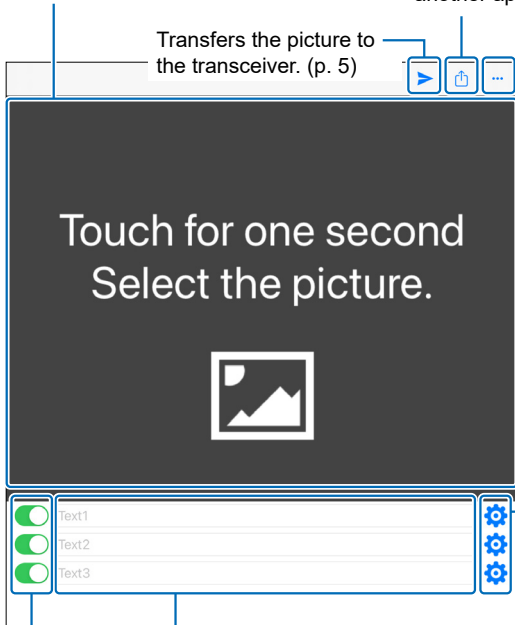 Transfers the picture to
the transceiver. (p. 5)
Touch for one second
Select the picture.
Text1
Text2
Text3